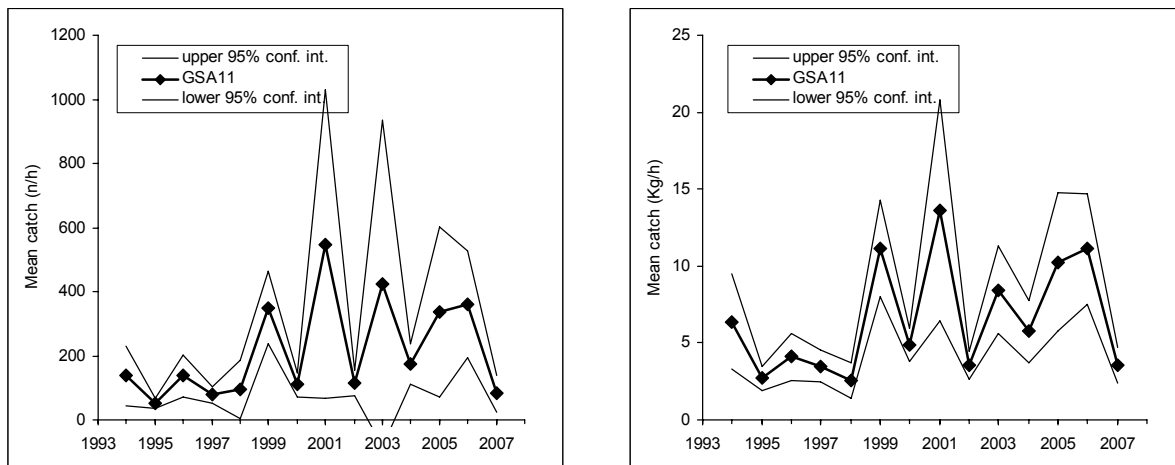 1200
1000
800
600
400
200
0
Mean catch (n/h)
upper 95% conf. int.
GSA11
lower 95% conf. int.
1993 1995 1997 1999 2001 2003 2005 2007
25
20
15
10
5
0
Mean catch (Kg/h)
upper 95% conf. int.
GSA11
lower 95% conf. int.
1993 1995 1997 1999 2001 2003 2005 2007